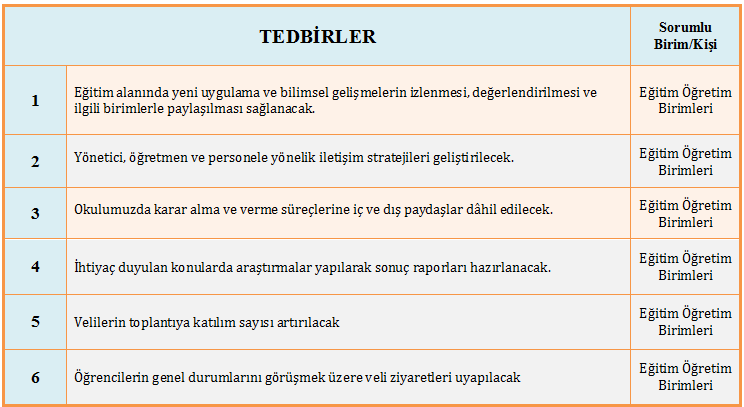 TEDBİRLER
Sorumlu
Birim/Kişi
1
Eğitim alanında yeni uygulama ve bilimsel gelişmelerin izlenmesi, değerlendirilmesi ve
ilgili birimlerle paylaşılması sağlanacak.
Eğitim Öğretim
Birimleri
2
Yönetici, öğretmen ve personele yönelik iletişim stratejileri geliştirilecek.
Eğitim Öğretim
Birimleri
3
Okulumuzda karar alma ve verme süreçlerine iç ve dış paydaşlar dâhil edilecek.
Eğitim Öğretim
Birimleri
4
İhtiyaç duyulan konularda araştırmalar yapılarak sonuç raporları hazırlanacak.
Eğitim Öğretim
Birimleri
5
Velilerin toplantıya katılım sayısı artırılacak
Eğitim Öğretim
Birimleri
6
Öğrencilerin genel durumlarını görüşmek üzere veli ziyaretleri uyapılacak
Eğitim Öğretim
Birimleri